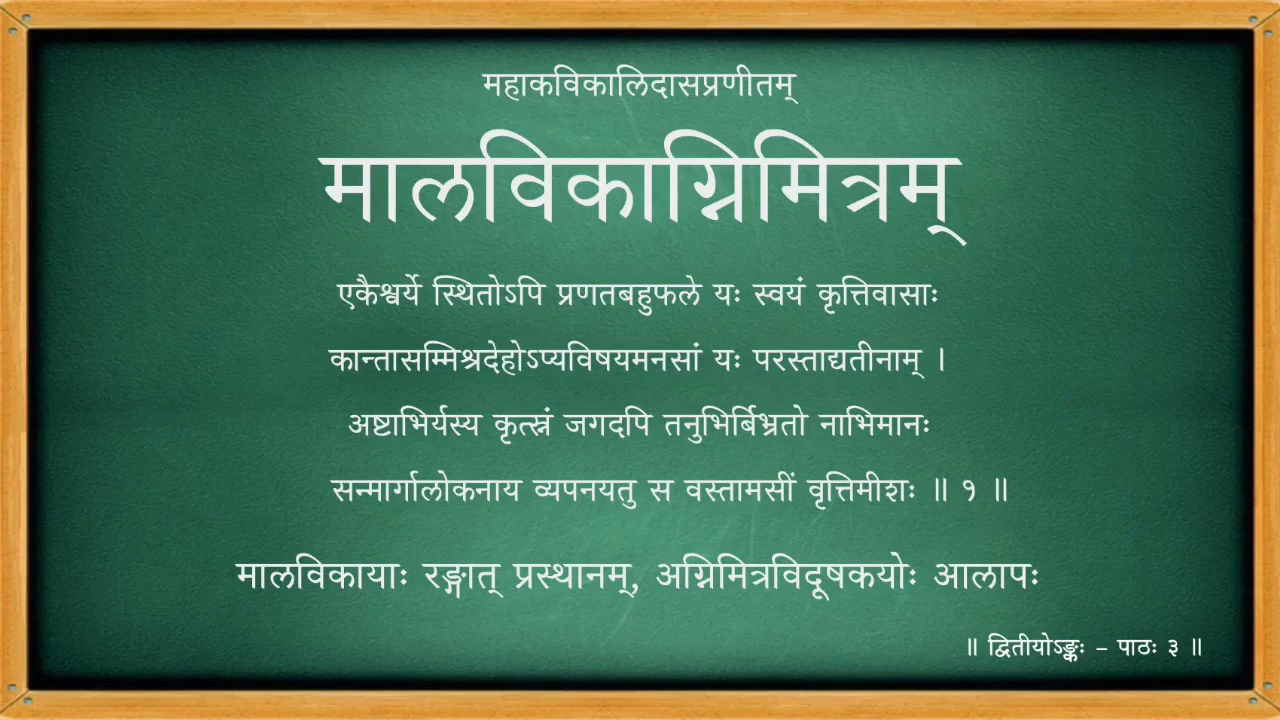 महाकविकालिदासप्रणीतम्
मालविकाग्निमित्रम्
एकैश्वर्ये स्थितोऽपि प्रणतबहुफले यः स्वयं कृत्तिवासाः
कान्तासम्मिश्रदेहोऽप्यविषयमनसां यः परस्ताद्यतीनाम् ।
अष्टाभिर्यस्य कृत्स्नं जगदपि तनुभिर्बिभ्रतो नाभिमानः
सन्मार्गालोकनाय व्यपनयतु स वस्तामसीं वृत्तिमीशः ॥ १ ॥
मालविकायाः रङ्गात् प्रस्थानम्, अग्निमित्रविदूषकयोः आलापः
॥ द्वितीयोऽङ्कः – पाठः ३ ॥